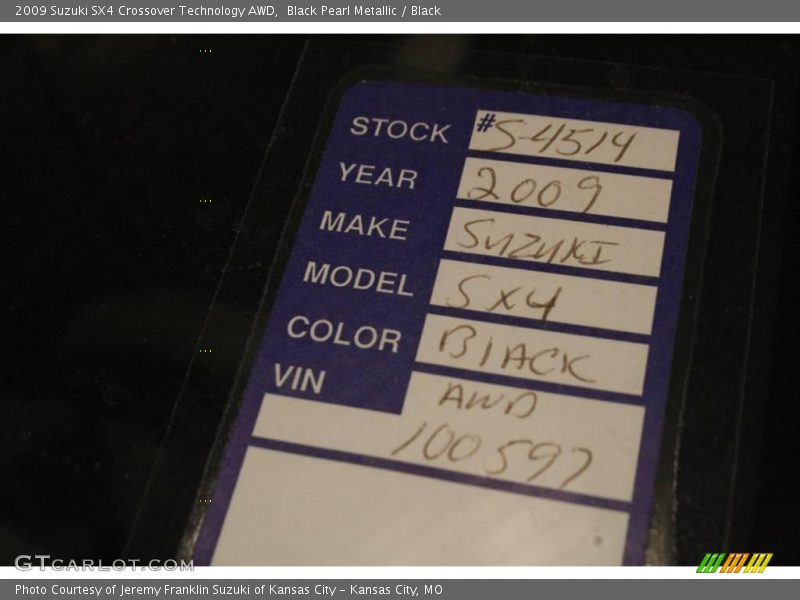 2009 Suzuki SX4 Crossover Technology AWD, Black Pearl Metallic / Black
STOCK #S-4514
YEAR 2009
MAKE SUZUKI
MODEL SX4
COLOR BlACK
VIN AWD
100597
GTCARLOT.COM
Photo Courtesy of Jeremy Franklin Suzuki of Kansas City – Kansas City, MO